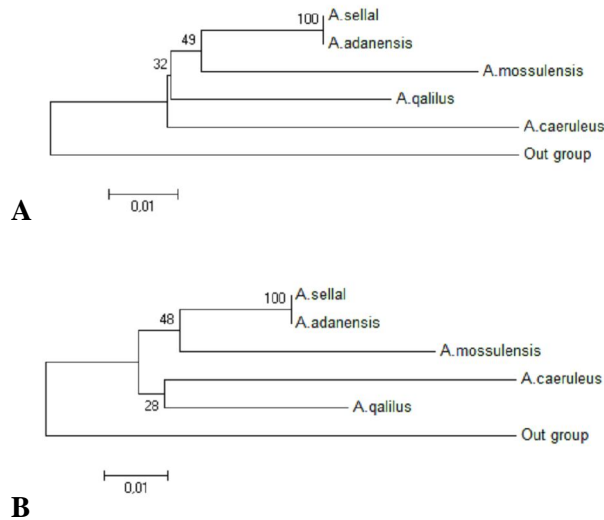 100
A.sellal
A.adanensis
49
A.mossulensis
32
A.qalilus
A.caeruleus
Out group
0,01
A
100
A.sellal
A.adanensis
48
A.mossulensis
A.caeruleus
28
A.qalilus
Out group
0,01
B